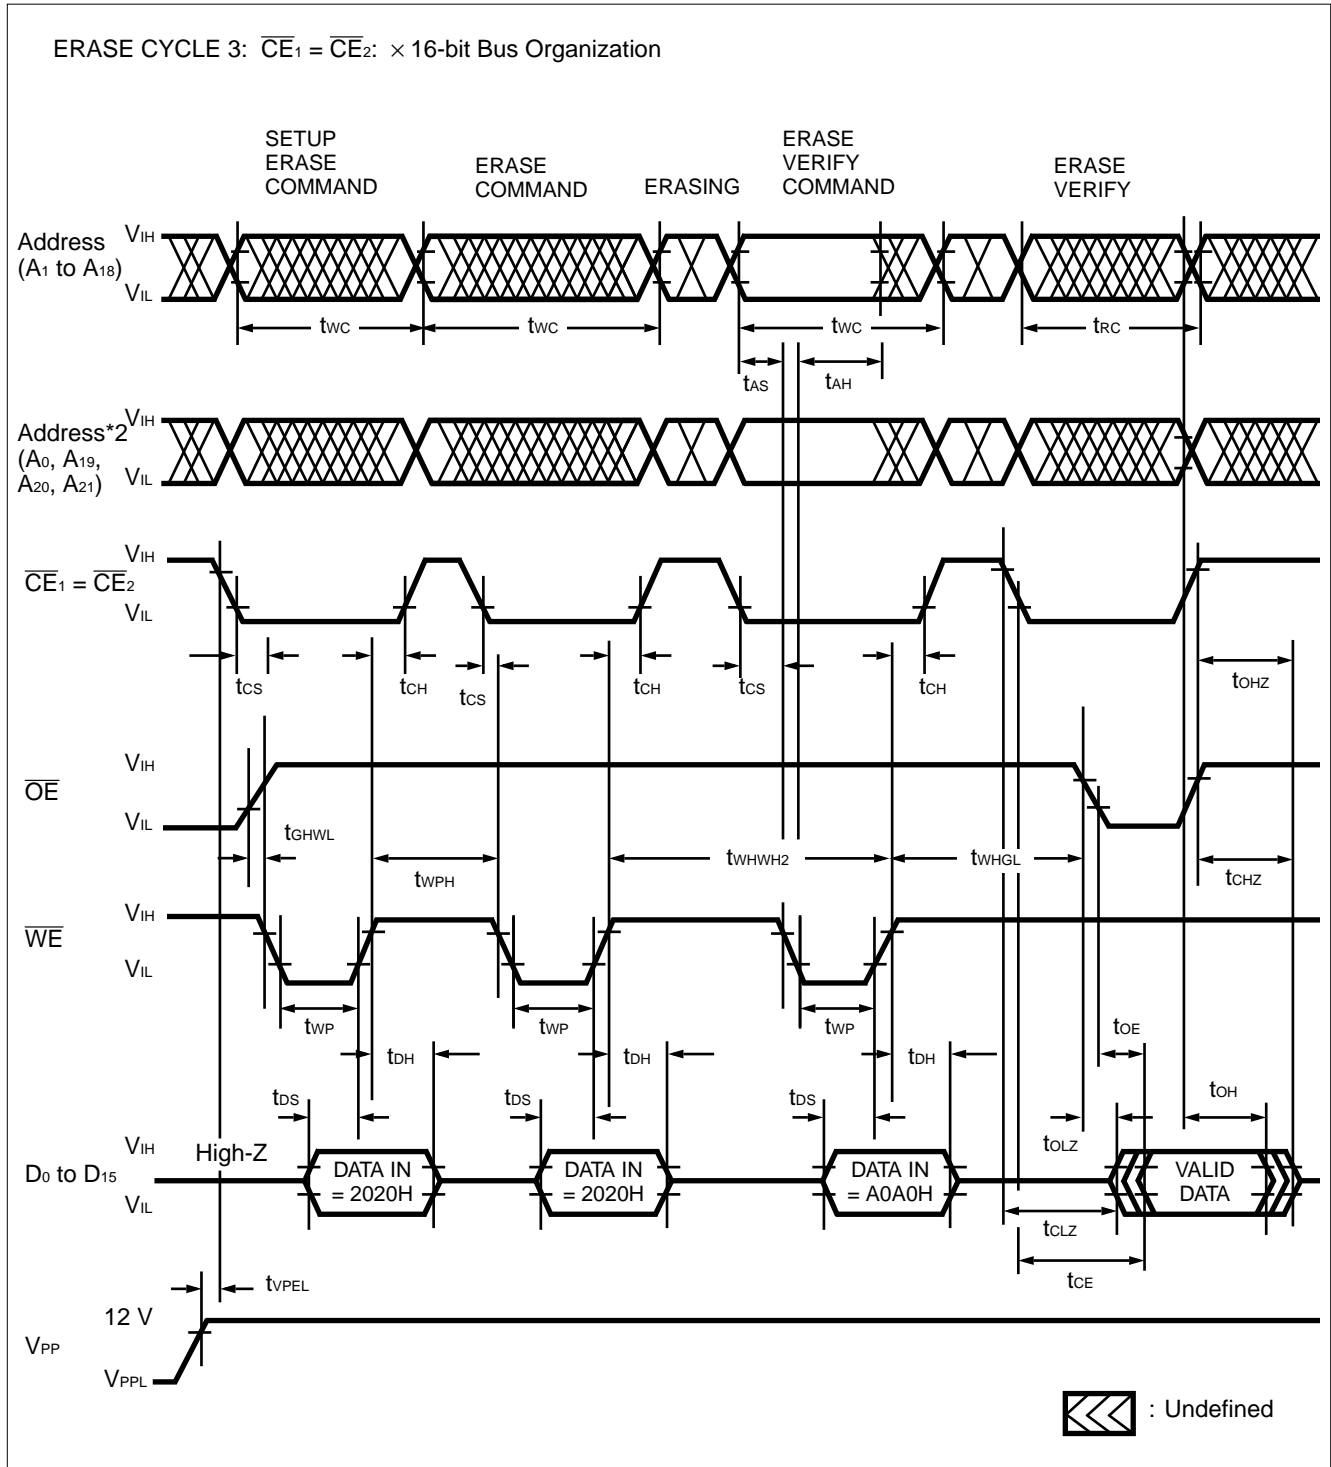 ERASE CYCLE 3: CE1 = CE2: × 16-bit Bus Organization
SETUP
ERASE
COMMAND
ERASE
COMMAND
ERASING
ERASE
VERIFY
COMMAND
ERASE
VERIFY
Address
(A1 to A18)
VIH
VIL
tWC
tWC
tWC
tRC
tAS
tAH
Address*2
(A0, A19,
A20, A21)
VIH
VIL
CE1 = CE2
VIH
VIL
tCS
tCH
tCS
tCH
tCS
tCH
tOHZ
OE
VIH
VIL
tGHWL
tWPH
tWHWH2
tWHGL
tCHZ
WE
VIH
VIL
tWP
tWP
tWP
tOE
tDH
tDH
tDH
tDS
tDS
tDS
tOH
tOLZ
D0 to D15
VIH
VIL
High-Z
DATA IN
= 2020H
DATA IN
= 2020H
DATA IN
= A0A0H
VALID
DATA
tCLZ
tCE
tVPEL
VPP
12 V
VPPL
: Undefined